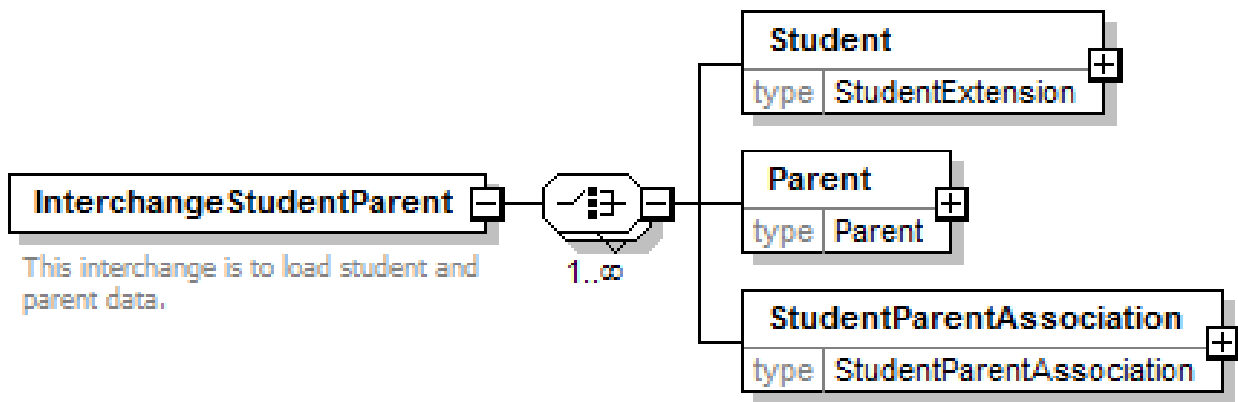 Student
type StudentExtension
InterchangeStudentParent
This interchange is to load student and
parent data.
1..∞
Parent
type Parent
StudentParentAssociation
type StudentParentAssociation